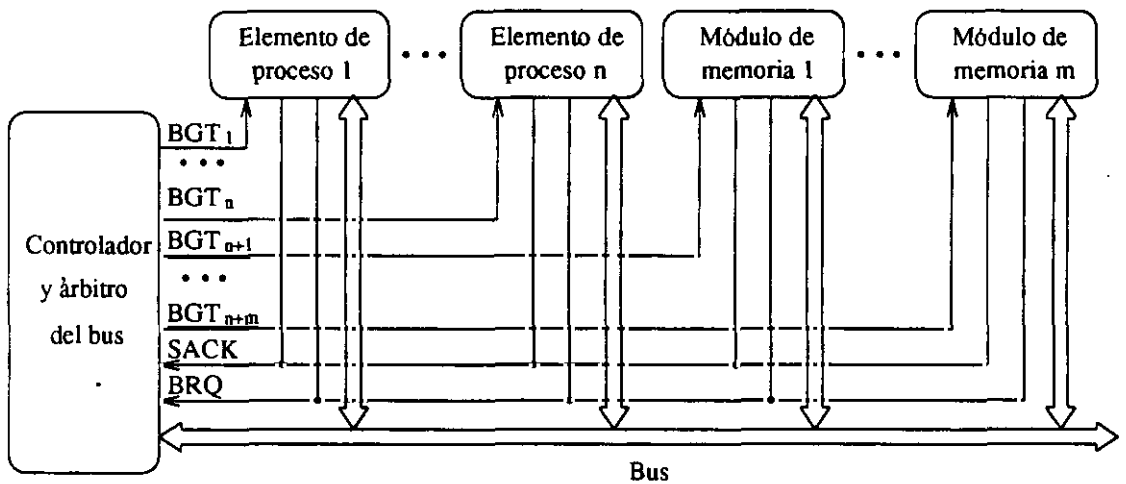 Elemento de
proceso 1
• • •
Elemento de
proceso n
Módulo de
memoria 1
• • •
Módulo de
memoria m
Controlador
y àrbitro
del bus
BGT1
• • •
BGTn
BGTn+1
• • •
BGTn+m
SACK
BRQ
Bus